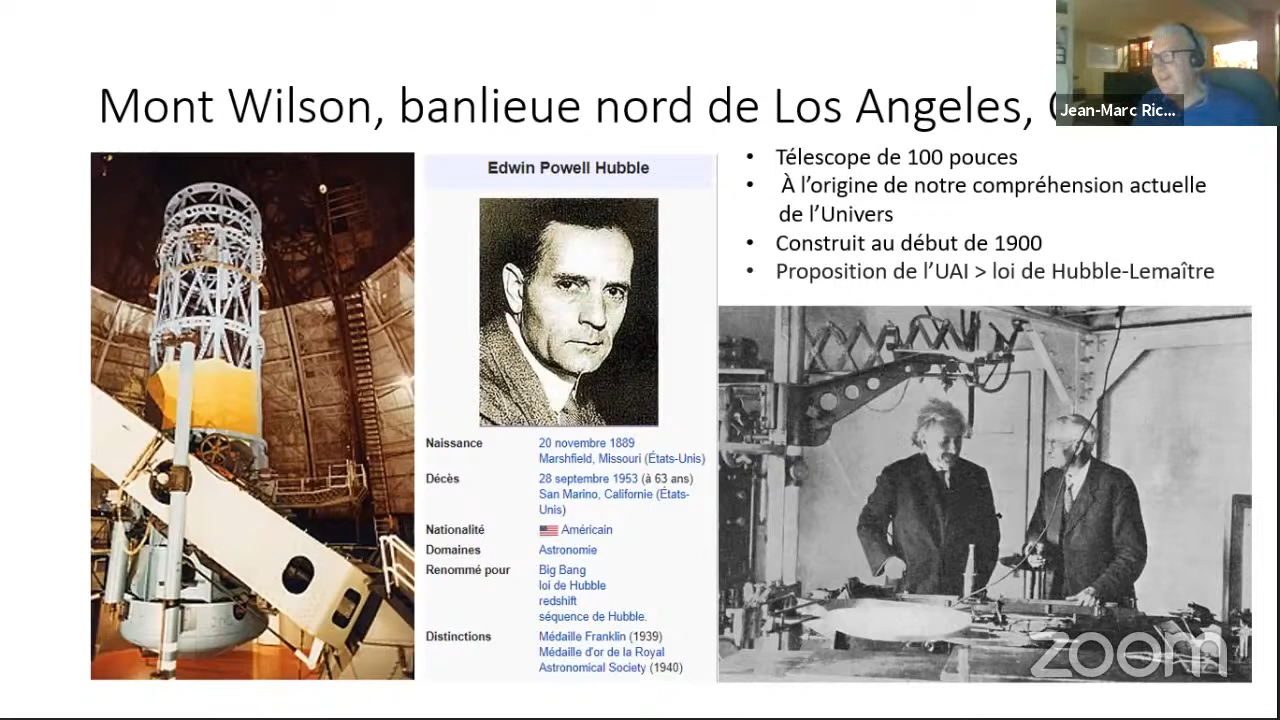 Mont Wilson, banlieue nord de Los Angeles,
Jean-Marc Ric...
Edwin Powell Hubble
Naissance
20 novembre 1889
Marshfield, Missouri (États-Unis)
Décès
28 septembre 1953 (à 63 ans)
San Marino, Californie (États-
Unis)
Nationalité
Américain
Domaines
Astronomie
Renommé pour
Big Bang
loi de Hubble
redshift
séquence de Hubble.
Distinctions
Médaille Franklin (1939)
Médaille d'or de la Royal
Astronomical Society (1940)
• Télescope de 100 pouces
• À l’origine de notre compréhension actuelle
de l’Univers
• Construit au début de 1900
• Proposition de l’UAI > loi de Hubble-Lemaître
zoom